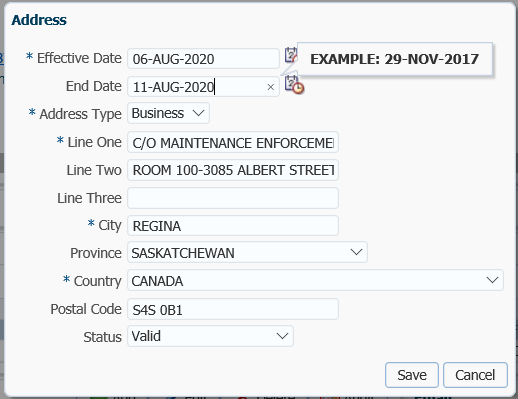 Address
* Effective Date 06-AUG-2020
EXAMPLE: 29-NOV-2017
End Date 11-AUG-2020 ×
* Address Type Business
* Line One C/O MAINTENANCE ENFORCEME
Line Two ROOM 100-3085 ALBERT STREET
Line Three
* City REGINA
Province SASKATCHEWAN
* Country CANADA
Postal Code S4S 0B1
Status Valid
Save Cancel